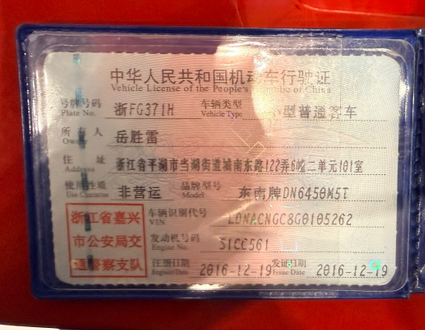 中华人民共和国机动车行驶证
Vehicle License of the People's Republic of China
号牌号码 浙FG371H 车辆类型 小型普通客车
Plate No. Vehicle Type
所有人 岳胜雷
Owner
住址 浙江省平湖市当湖街道城南东路122弄6幢二单元101室
Address
使用性质 非营运 品牌型号 东南牌DN6450M5T
Use Character Model
浙江省嘉兴 车辆识别代号 LDNACNGC8G0105262
VIN
市公安局交 发动机号码 SICC561
Engine No.
通警察支队 注册日期 2016-12-19 发证日期 2016-12-19
Register Date Issue Date